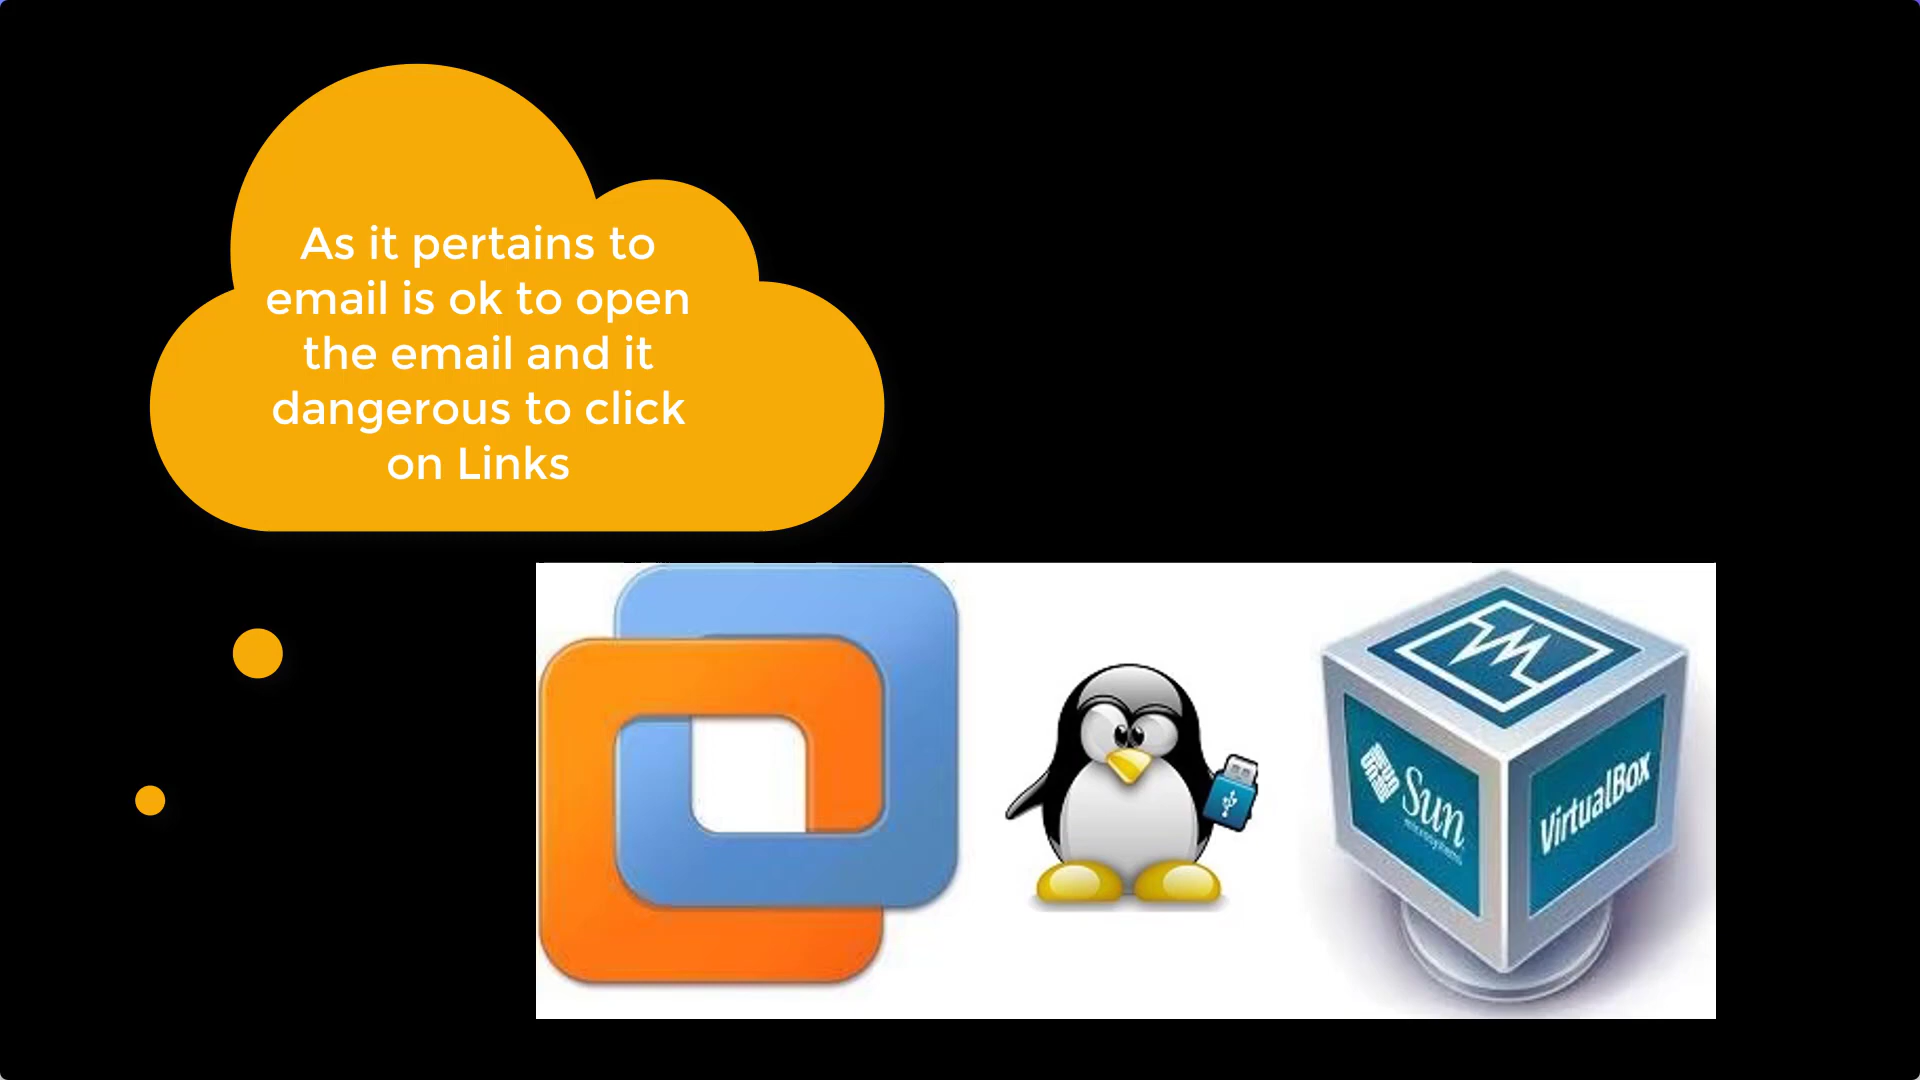 As it pertains to
email is ok to open
the email and it
dangerous to click
on Links
Sun
microsystems
VirtualBox